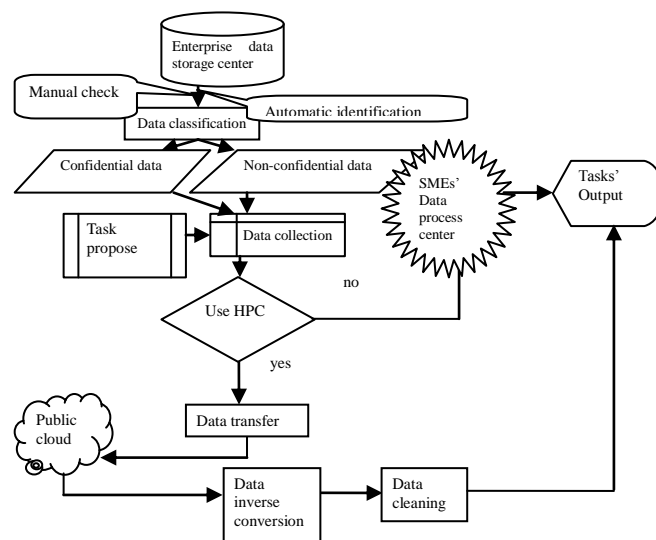 Enterprise data
storage center
Manual check
Automatic identification
Data classification
Confidential data
Non-confidential data
SMEs'
Data
process
center
Tasks'
Output
Task
propose
Data collection
no
Use HPC
yes
Data transfer
Public
cloud
Data
inverse
conversion
Data
cleaning